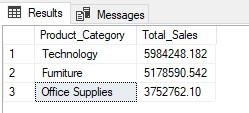 Results Messages
Product_Category Total_Sales
1 Technology 5984248.182
2 Furniture 5178590.542
3 Office Supplies 3752762.10